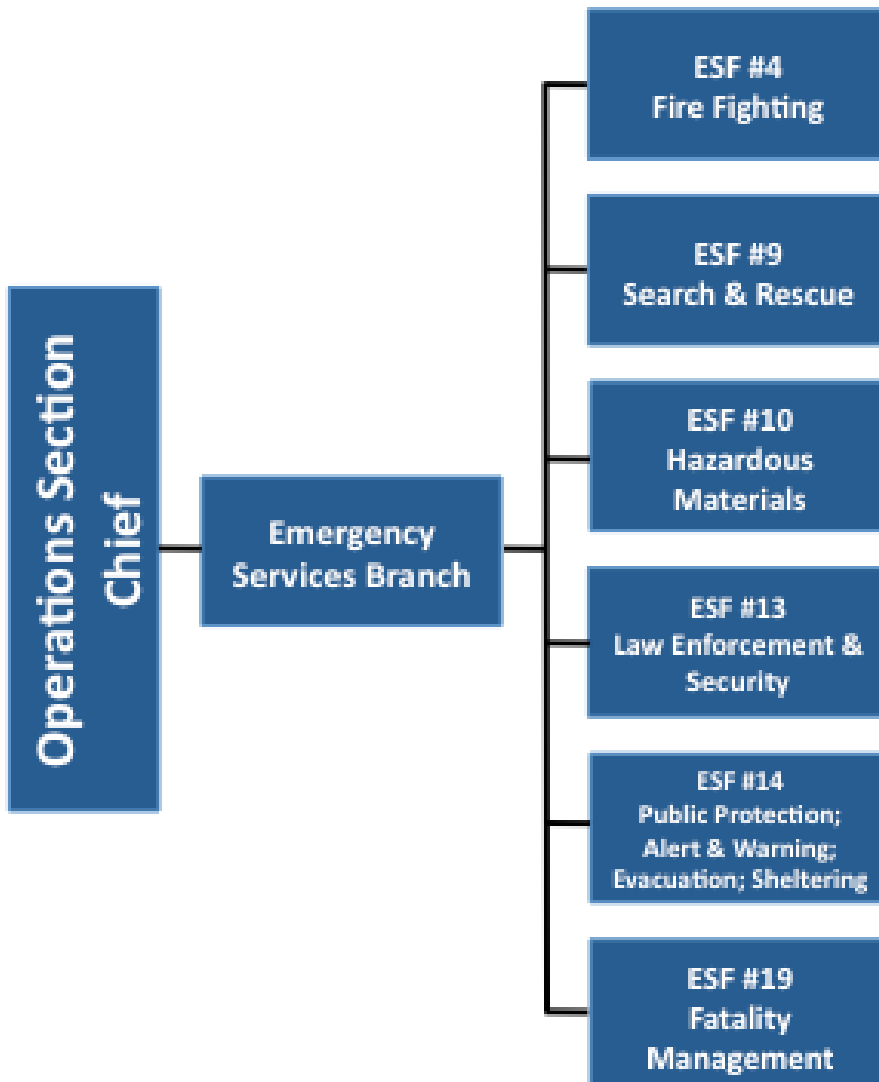 Operations Section
Chief
Emergency
Services Branch
ESF #4
Fire Fighting
ESF #9
Search & Rescue
ESF #10
Hazardous
Materials
ESF #13
Law Enforcement &
Security
ESF #14
Public Protection;
Alert & Warning;
Evacuation; Sheltering
ESF #19
Fatality
Management